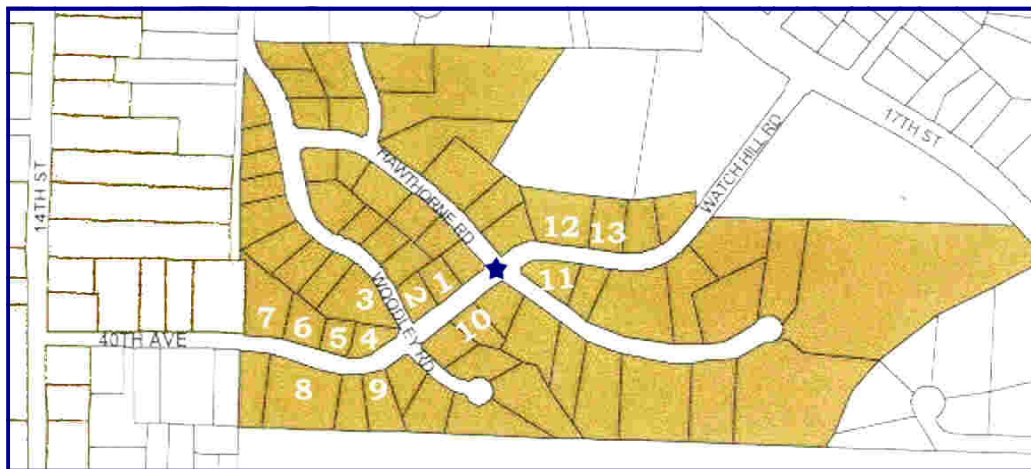 17TH ST
WATCH HILL RD
HAWTHORNE RD
14TH ST
12
13
11
WOODLEY RD
3
2
1
7
6
5
4
10
40TH AVE
8
9